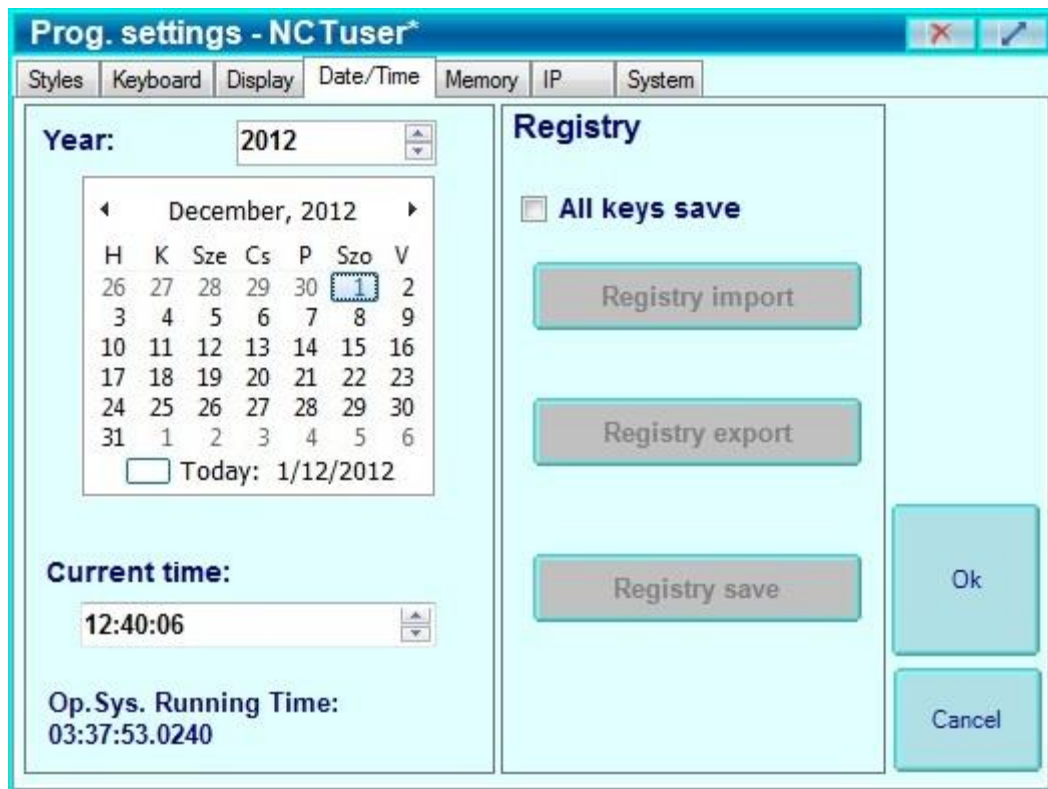 Prog. settings - NCTuser*
Styles Keyboard Display Date/Time Memory IP System
Year: 2012
December, 2012
H K Sze Cs P Szo V
26 27 28 29 30 1 2
3 4 5 6 7 8 9
10 11 12 13 14 15 16
17 18 19 20 21 22 23
24 25 26 27 28 29 30
31 1 2 3 4 5 6
Today: 1/12/2012
Current time:
12:40:06
Op.Sys. Running Time:
03:37:53.0240
Registry
All keys save
Registry import
Registry export
Registry save
Ok
Cancel